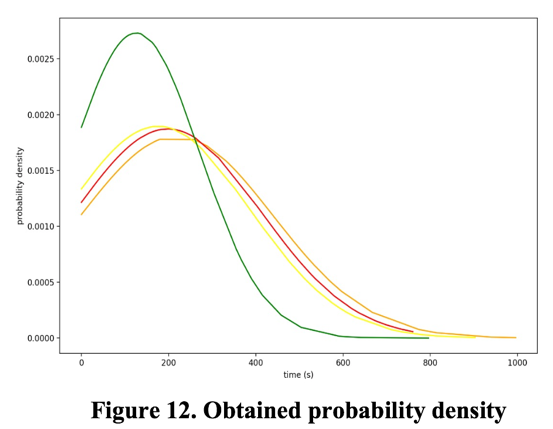 0.0025
0.0020
0.0015
0.0010
0.0005
0.0000
probability density
0 200 400 600 800 1000
time (s)
Figure 12. Obtained probability density